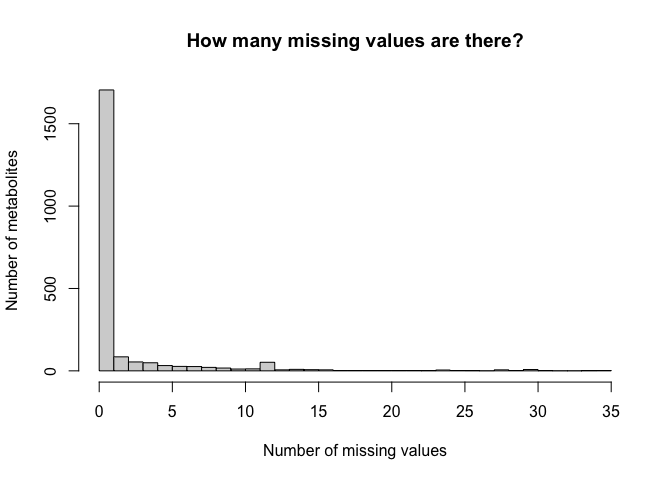 How many missing values are there?
Number of metabolites
1500
1000
500
0
0 5 10 15 20 25 30 35
Number of missing values